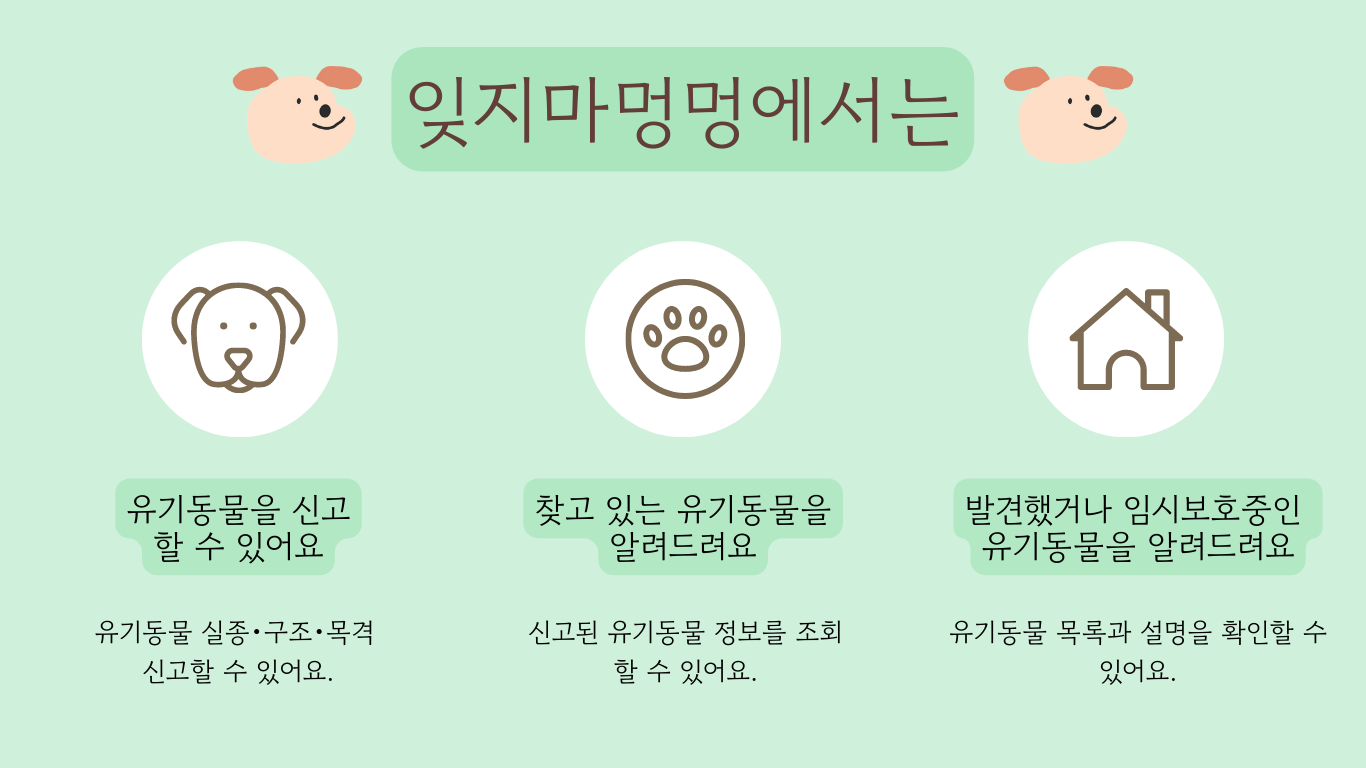 잊지마멍멍에서는
유기동물을 신고
할 수 있어요
찾고 있는 유기동물을
알려드려요
발견했거나 임시보호중인
유기동물을 알려드려요
유기동물 실종•구조•목격
신고할 수 있어요.
신고된 유기동물 정보를 조회
할 수 있어요.
유기동물 목록과 설명을 확인할 수
있어요.